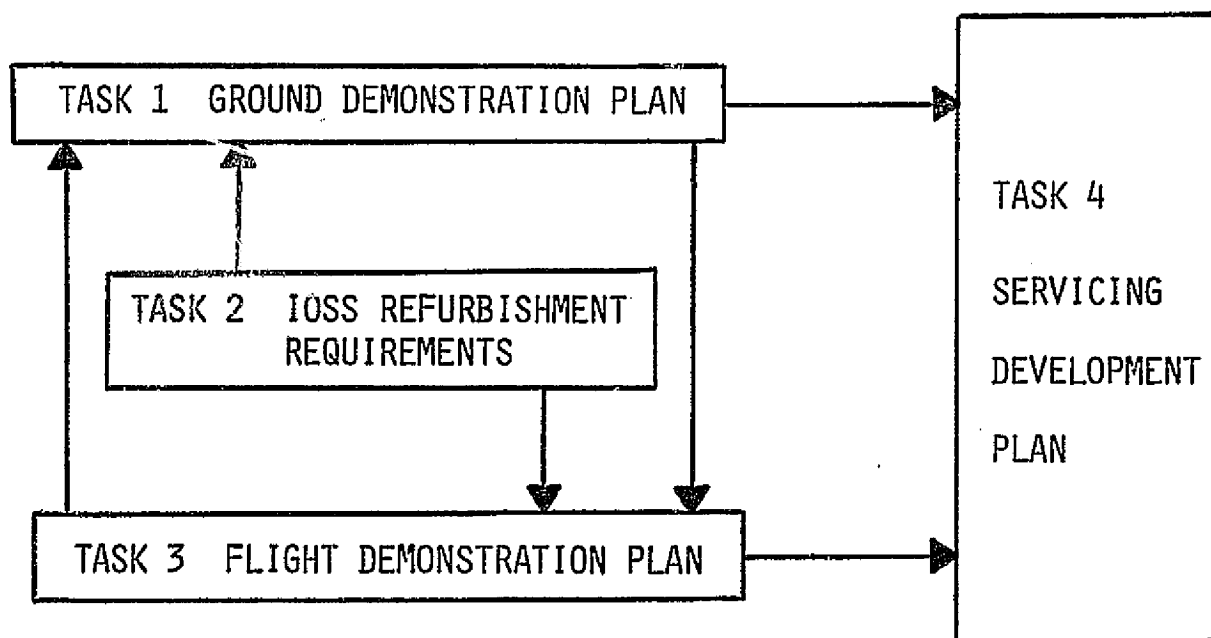 TASK 1 GROUND DEMONSTRATION PLAN
TASK 2 IOSS REFURBISHMENT
REQUIREMENTS
TASK 3 FLIGHT DEMONSTRATION PLAN
TASK 4
SERVICING
DEVELOPMENT
PLAN